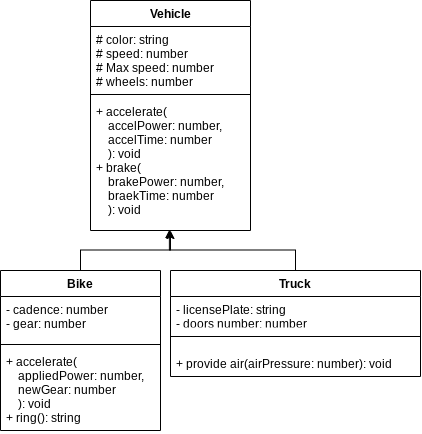 Vehicle
# color: string
# speed: number
# Max speed: number
# wheels: number
+ accelerate(
accelPower: number,
accelTime: number
): void
+ brake(
brakePower: number,
braekTime: number
): void
Bike
- cadence: number
- gear: number
+ accelerate(
appliedPower: number,
newGear: number
): void
+ ring(): string
Truck
- licensePlate: string
- doors number: number
+ provide air(airPressure: number): void